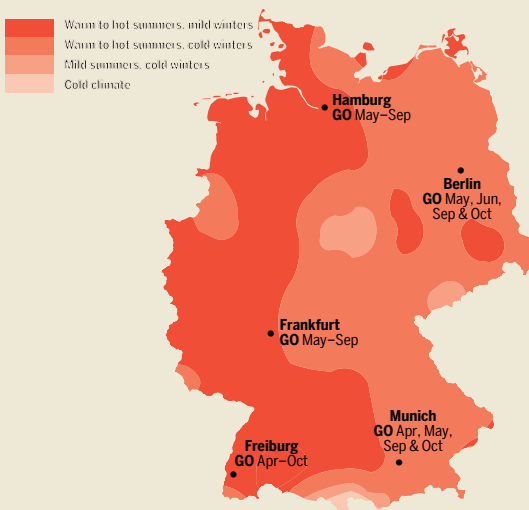 Warm to hot summers, mild winters
Warm to hot summers, cold winters
Mild summers, cold winters
Cold climate
Hamburg
GO May–Sep
Berlin
GO May, Jun,
Sep & Oct
Frankfurt
GO May–Sep
Munich
GO Apr, May,
Sep & Oct
Freiburg
GO Apr–Oct